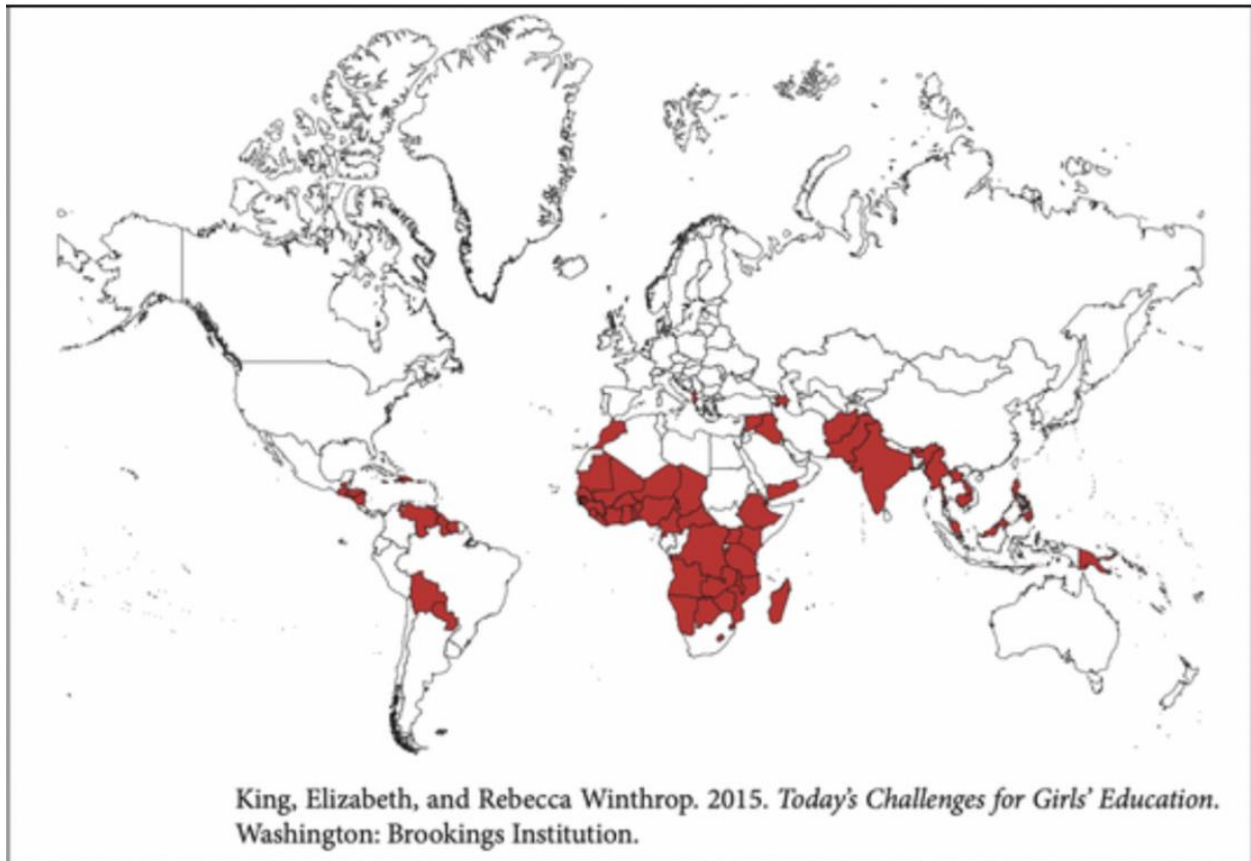 King, Elizabeth, and Rebecca Winthrop. 2015. Today's Challenges for Girls' Education.
Washington: Brookings Institution.